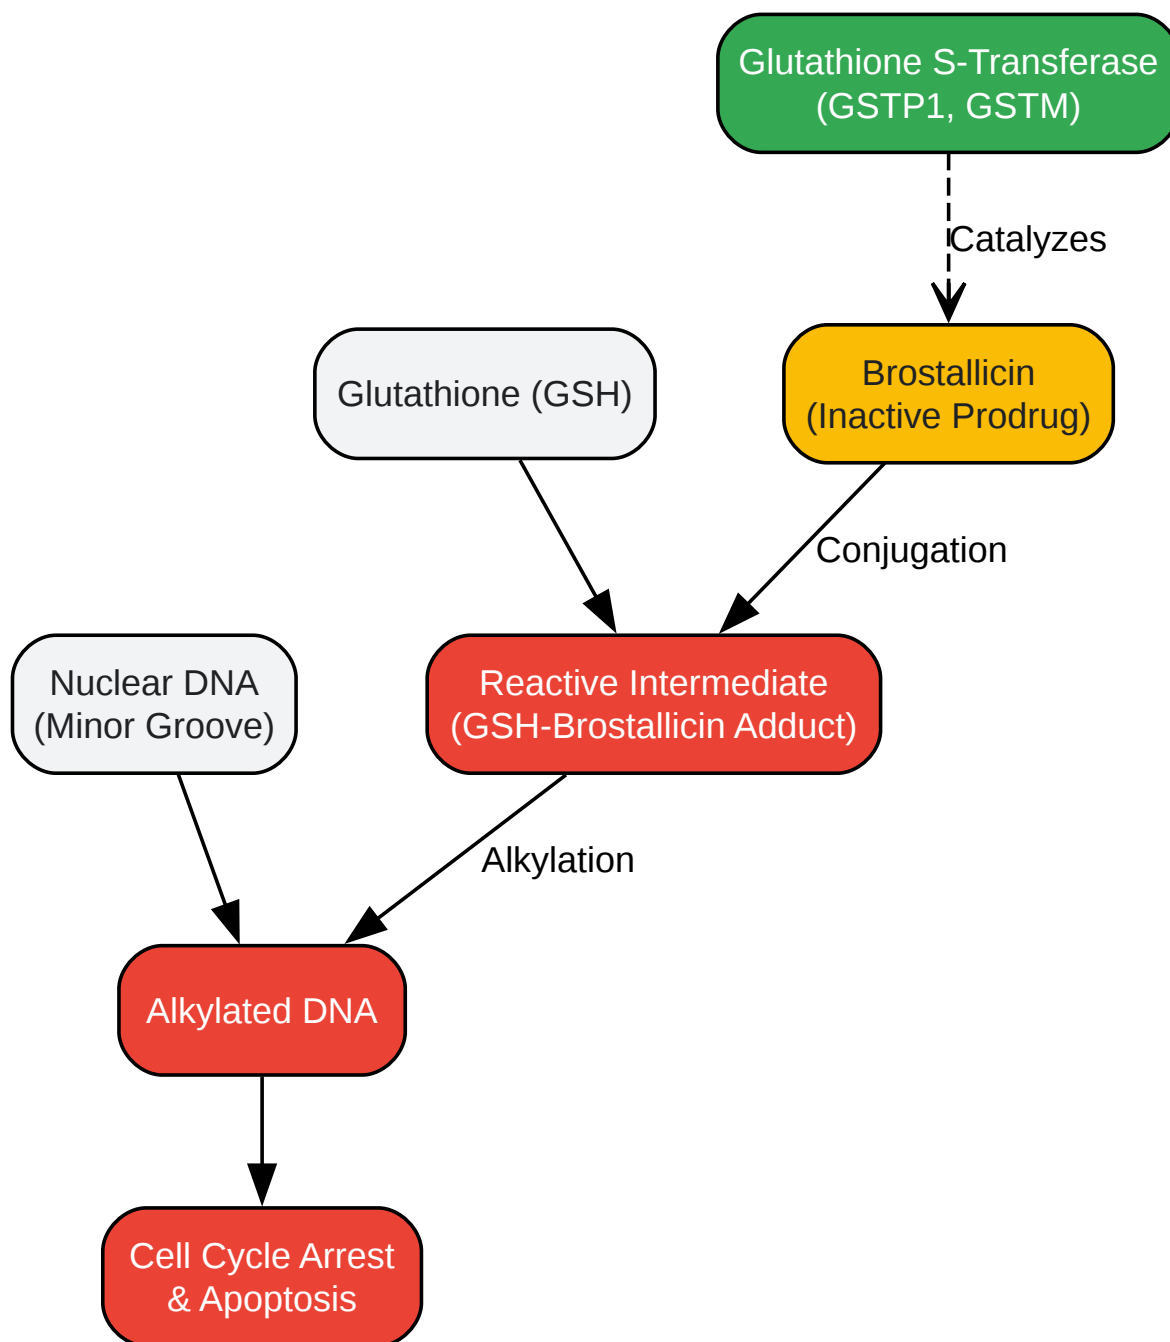 Glutathione S-Transferase
(GSTP1, GSTM)
Catalyzes
Glutathione (GSH)
Brostallicin
(Inactive Prodrug)
Conjugation
Nuclear DNA
(Minor Groove)
Reactive Intermediate
(GSH-Brostallicin Adduct)
Alkylation
Alkylated DNA
Cell Cycle Arrest
& Apoptosis